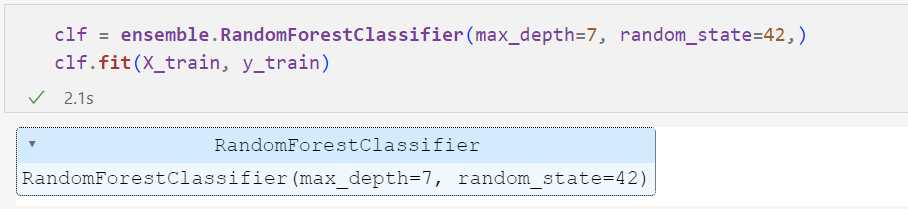 clf = ensemble.RandomForestClassifier(max_depth=7, random_state=42,)
clf.fit(X_train, y_train)
2.1s
RandomForestClassifier
RandomForestClassifier(max_depth=7, random_state=42)